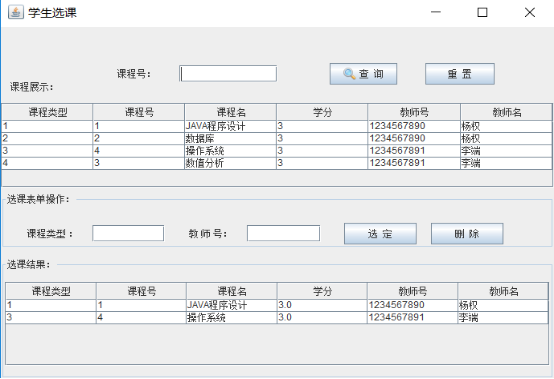 学生选课
课程号： 查 询 重 置
课程展示：
课程类型 课程号 课程名 学分 教师号 教师名
1 1 JAVA程序设计 3 1234567890 杨权
2 2 数据库 3 1234567890 杨权
3 4 操作系统 3 1234567891 李端
4 3 数值分析 3 1234567891 李端
选课表单操作：
课程类型： 教 师 号： 选 定 删 除
选课结果：
课程类型 课程号 课程名 学分 教师号 教师名
1 1 JAVA程序设计 3.0 1234567890 杨权
3 4 操作系统 3.0 1234567891 李端